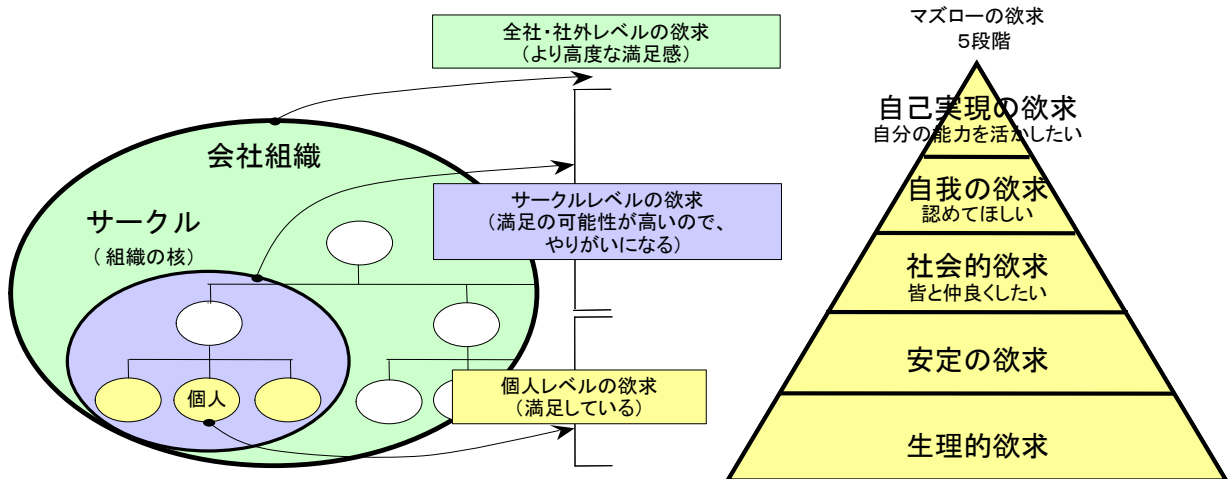 全社・社外レベルの欲求
（より高度な満足感）
会社組織
サークル
（組織の核）
サークルレベルの欲求
（満足の可能性が高いので、
やりがいになる）
個人
個人レベルの欲求
（満足している）
マズローの欲求
５段階
自己実現の欲求
自分の能力を活かしたい
自我の欲求
認めてほしい
社会的欲求
皆と仲良くしたい
安定の欲求
生理的欲求